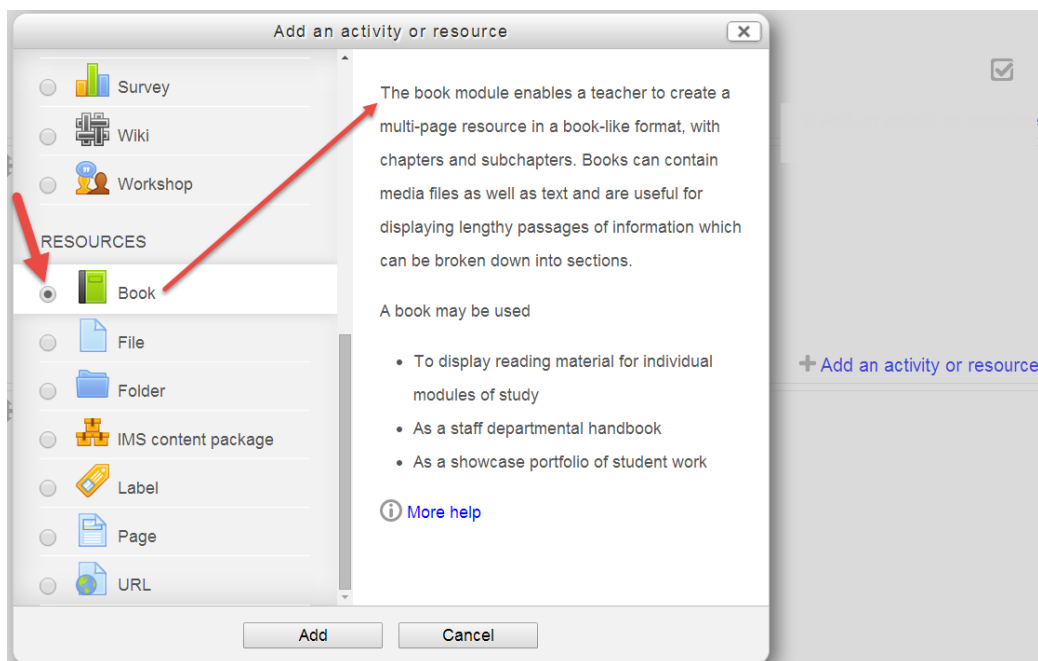 Add an activity or resource
Survey
Wiki
Workshop
RESOURCES
Book
File
Folder
IMS content package
Label
Page
URL
The book module enables a teacher to create a
multi-page resource in a book-like format, with
chapters and subchapters. Books can contain
media files as well as text and are useful for
displaying lengthy passages of information which
can be broken down into sections.
A book may be used
• To display reading material for individual
modules of study
• As a staff departmental handbook
• As a showcase portfolio of student work
More help
Add
Cancel
Add an activity or resource